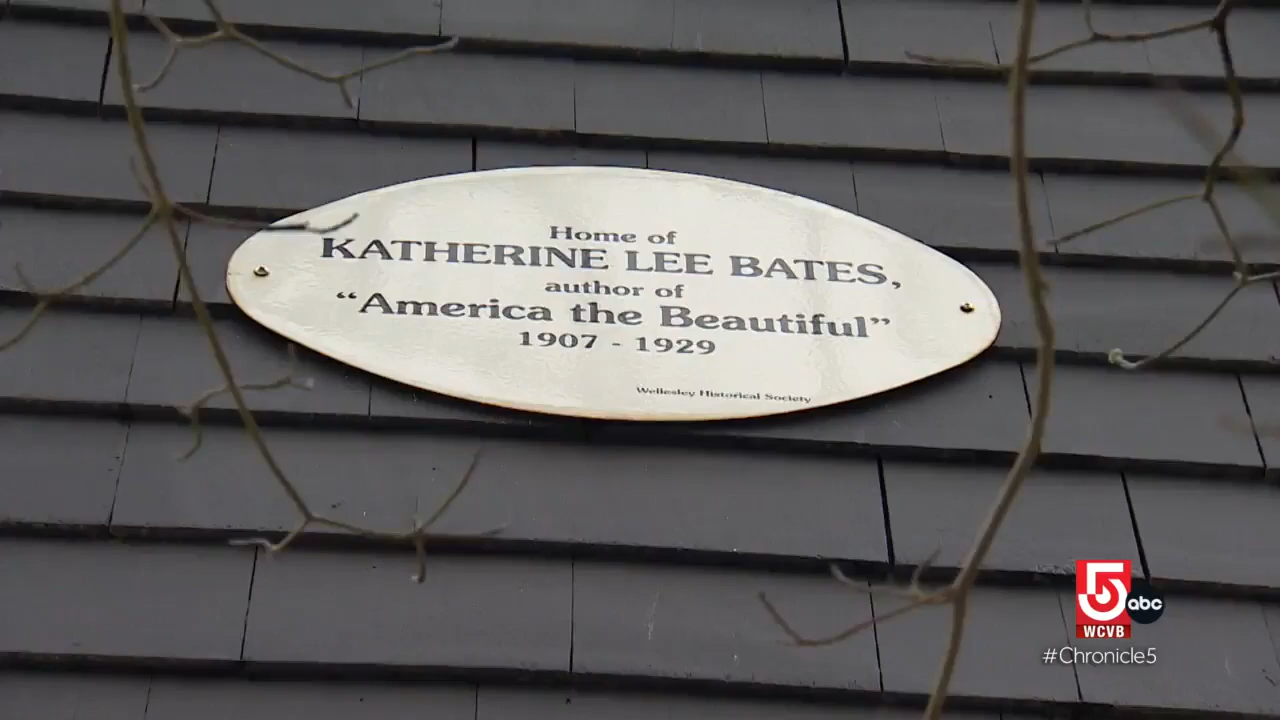 Home of
KATHERINE LEE BATES,
author of
“America the Beautiful”
1907 - 1929
Wellesley Historical Society
5 abc
WCVB
#Chronicle5